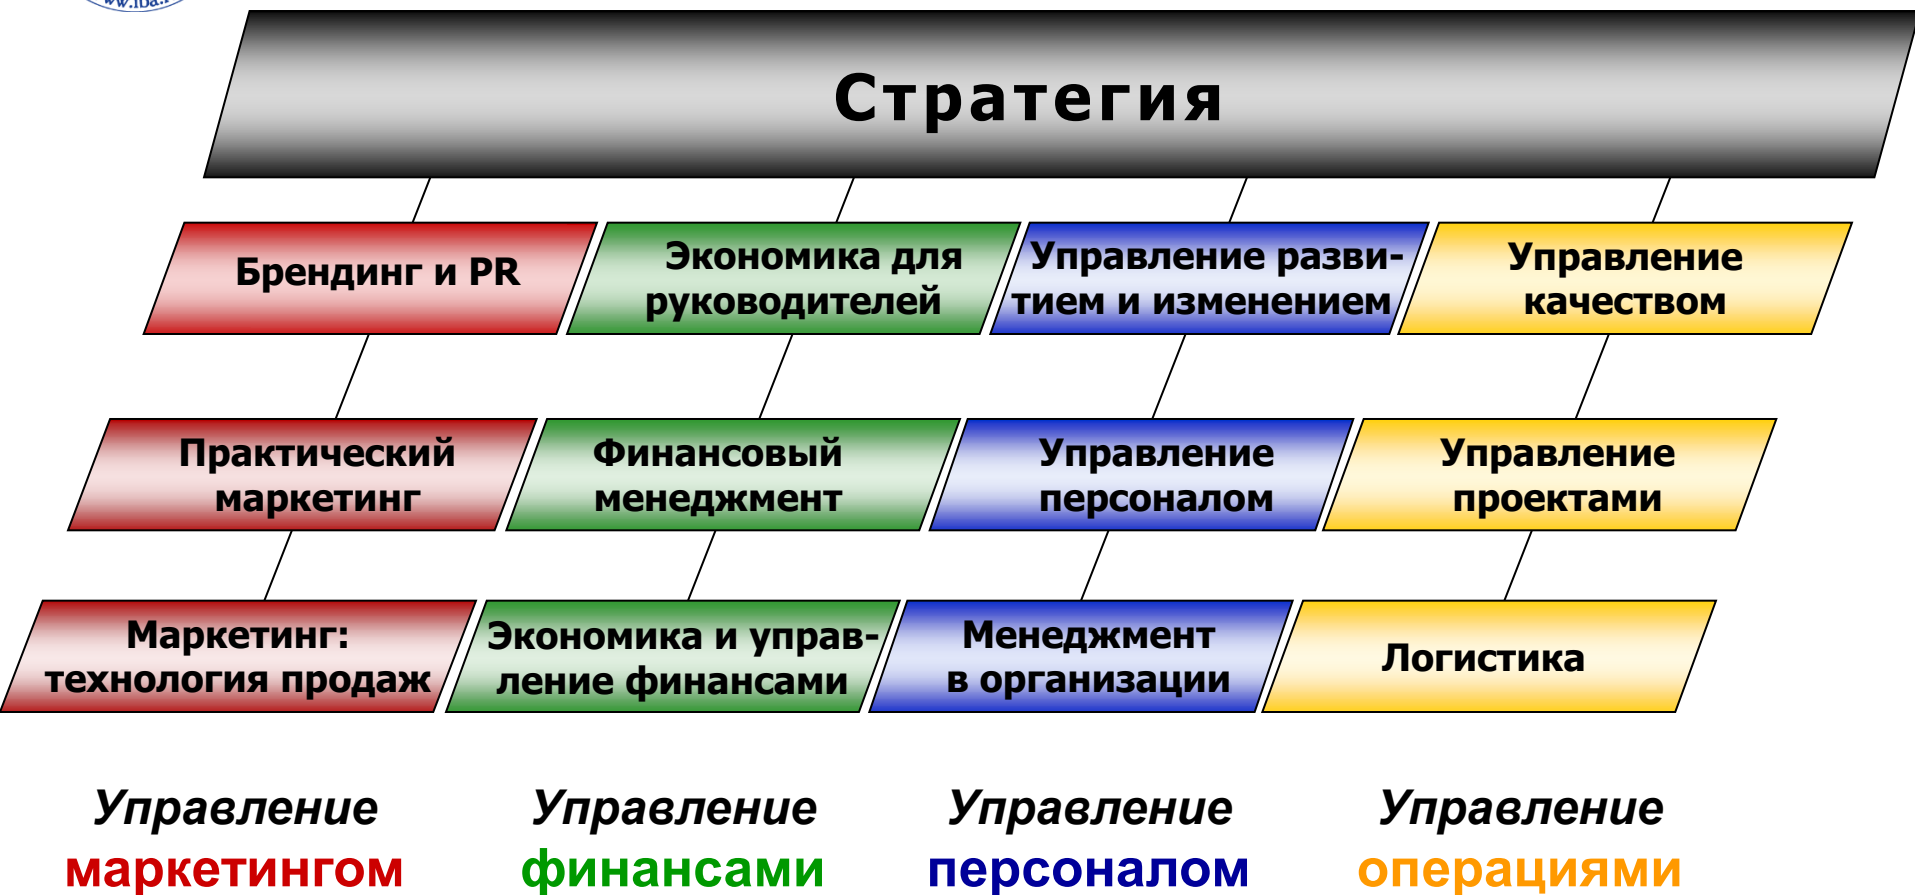 Стратегия
Брендинг и PR
Экономика для
руководителей
Управление разви-
тием и изменением
Управление
качеством
Практический
маркетинг
Финансовый
менеджмент
Управление
персоналом
Управление
проектами
Маркетинг:
технология продаж
Экономика и управ-
ление финансами
Менеджмент
в организации
Логистика
Управление
маркетингом
Управление
финансами
Управление
персоналом
Управление
операциями